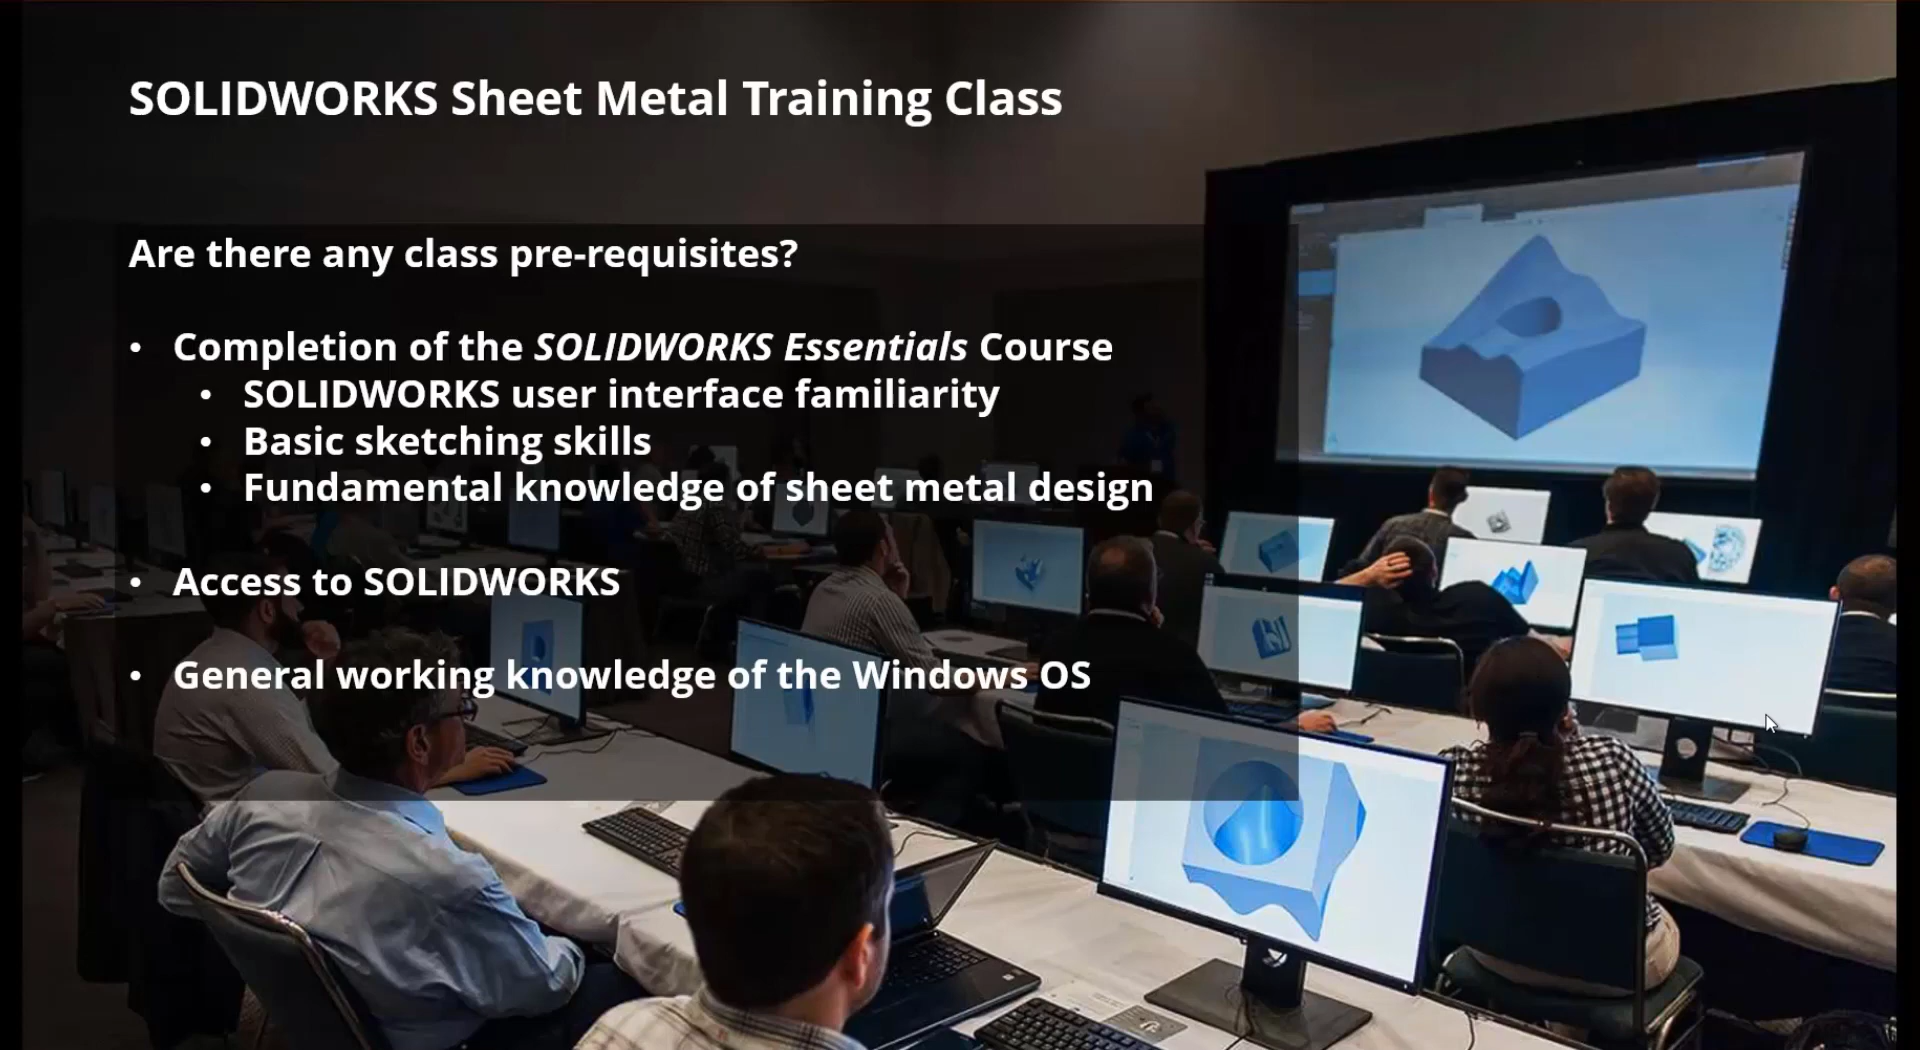 SOLIDWORKS Sheet Metal Training Class
Are there any class pre-requisites?
• Completion of the SOLIDWORKS Essentials Course
• SOLIDWORKS user interface familiarity
• Basic sketching skills
• Fundamental knowledge of sheet metal design
• Access to SOLIDWORKS
• General working knowledge of the Windows OS